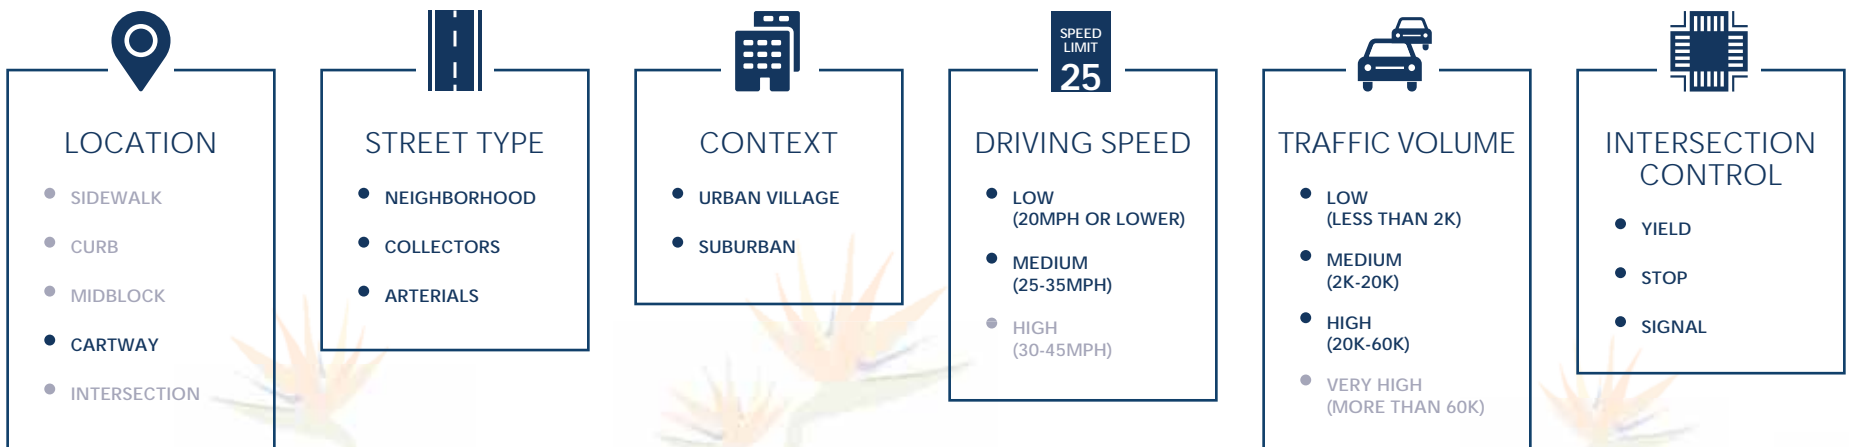 LOCATION
SIDEWALK
CURB
MIDBLOCK
CARTWAY
INTERSECTION
STREET TYPE
NEIGHBORHOOD
COLLECTORS
ARTERIALS
CONTEXT
URBAN VILLAGE
SUBURBAN
SPEED
LIMIT
25
DRIVING SPEED
LOW
(20MPH OR LOWER)
MEDIUM
(25-35MPH)
HIGH
(30-45MPH)
TRAFFIC VOLUME
LOW
(LESS THAN 2K)
MEDIUM
(2K-20K)
HIGH
(20K-60K)
VERY HIGH
(MORE THAN 60K)
INTERSECTION
CONTROL
YIELD
STOP
SIGNAL